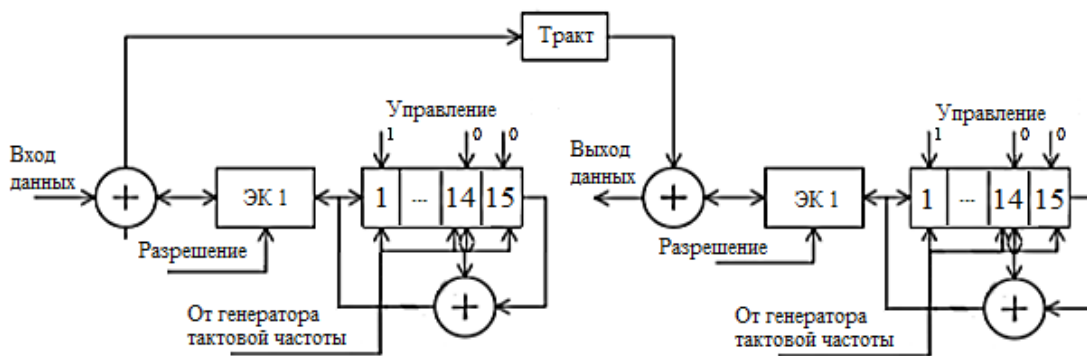 Тракт
Управление
1 0 0
Вход
данных
ЭК 1
1 ... 14 15
Разрешение
От генератора
тактовой частоты
Управление
1 0 0
Выход
данных
ЭК 1
1 ... 14 15
Разрешение
От генератора
тактовой частоты